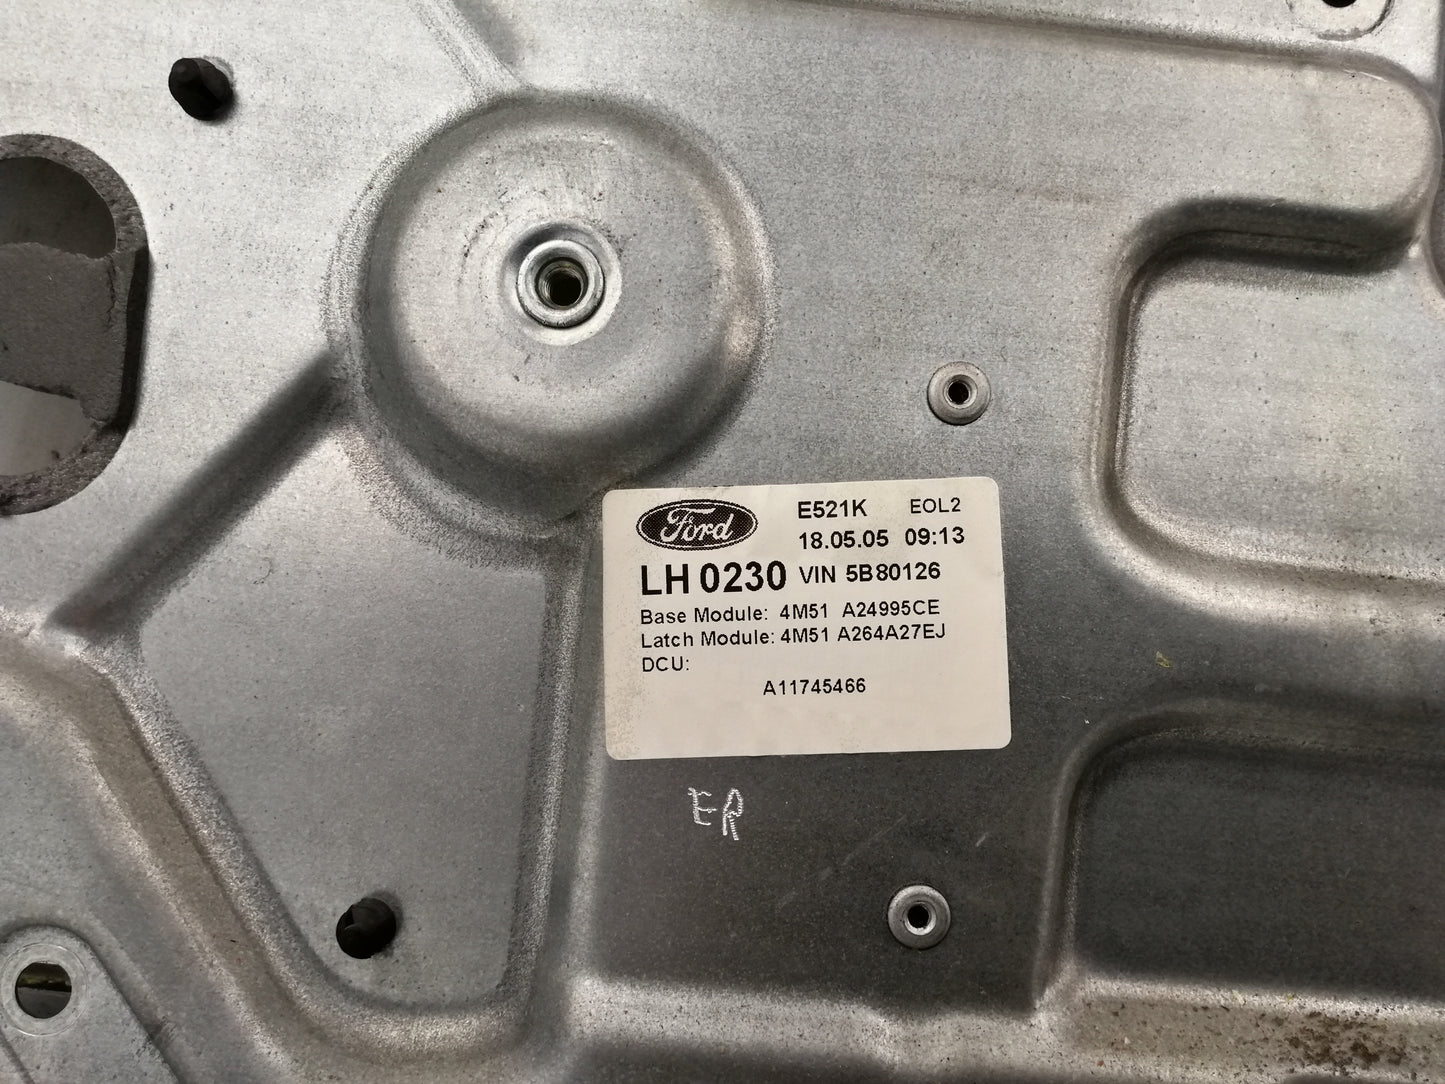 Ford E521K EOL2
18.05.05 09:13
LH 0230 VIN 5B80126
Base Module: 4M51 A24995CE
Latch Module: 4M51 A264A27EJ
DCU:
A11745466
ER